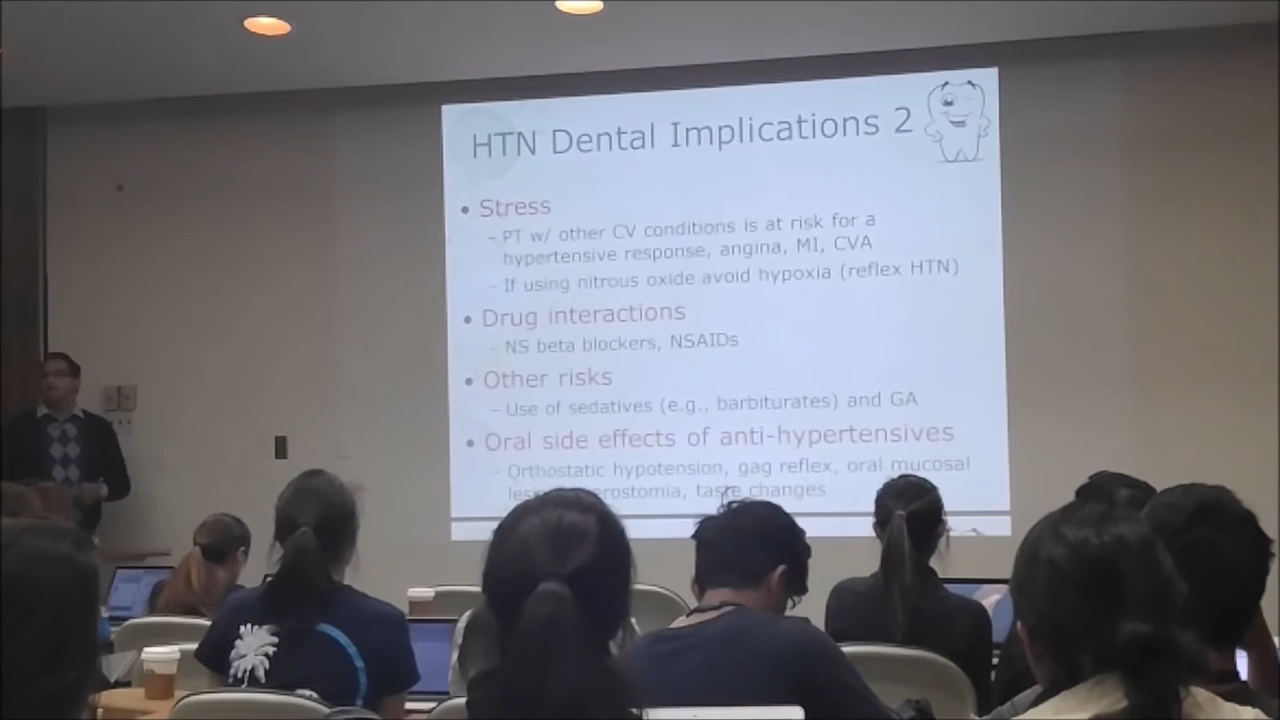 HTN Dental Implications 2
• Stress
– PT w/ other CV conditions is at risk for a
hypertensive response, angina, MI, CVA
– If using nitrous oxide avoid hypoxia (reflex HTN)
• Drug interactions
– NS beta blockers, NSAIDs
• Other risks
– Use of sedatives (e.g., barbiturates) and GA
• Oral side effects of anti-hypertensives
– Orthostatic hypotension, gag reflex, oral mucosal
taste changes